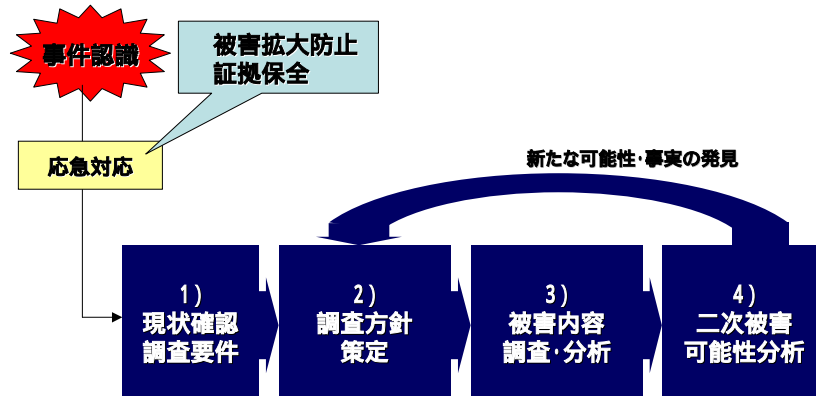 事件認識
被害拡大防止
証拠保全
応急対応
新たな可能性・事実の発見
1)
現状確認
調査要件
2)
調査方針
策定
3)
被害内容
調査・分析
4)
二次被害
可能性分析